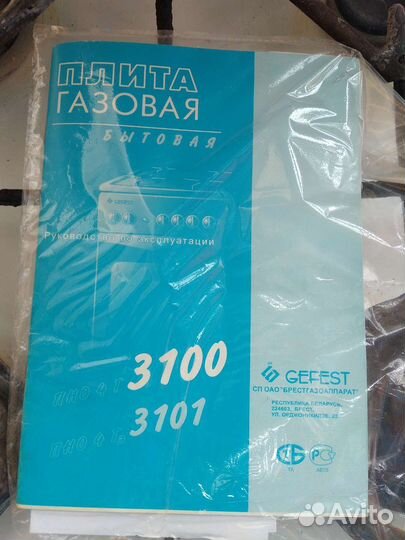 ПЛИТА
ГАЗОВАЯ
БЫТОВАЯ
GEFEST
Руководство по эксплуатации
3100
3101
GEFEST
СП ОАО "БРЕСТГАЗОАППАРАТ"
РЕСПУБЛИКА БЕЛАРУСЬ,
224663, БРЕСТ,
УЛ. ОРДЖОНИКИДЗЕ, 22
Avito